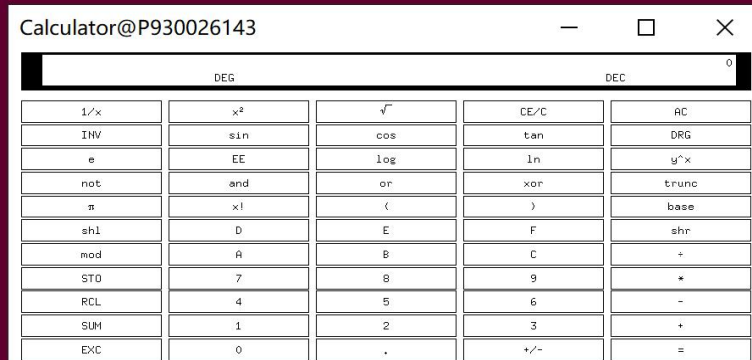 Calculator@P930026143
0
DEG DEC
1/x x² √ CE/C AC
INV sin cos tan DRG
e EE log ln y^x
not and or xor trunc
π x! ( ) base
shl D E F shr
mod A B C ÷
STO 7 8 9 *
RCL 4 5 6 -
SUM 1 2 3 +
EXC 0 . +/- =